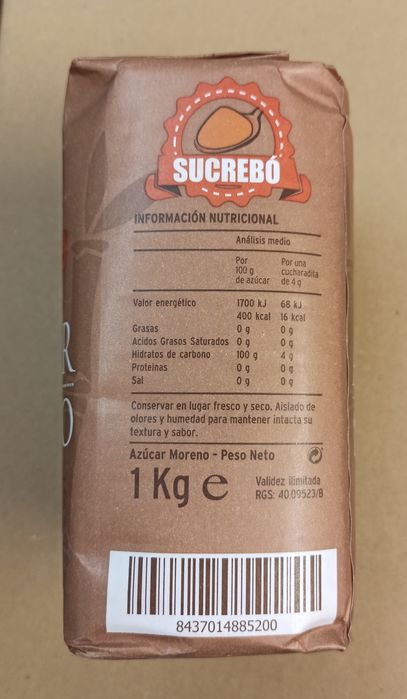 SUCREBÓ
INFORMACIÓN NUTRICIONAL
Análisis medio
Por 100 g de azúcar
Por una cucharadita de 4 g
Valor energético 1700 kJ 68 kJ
400 kcal 16 kcal
Grasas 0 g 0 g
Acidos Grasos Saturados 0 g 0 g
Hidratos de carbono 100 g 4 g
Proteinas 0 g 0 g
Sal 0 g 0 g
Conservar en lugar fresco y seco. Aislado de
olores y humedad para mantener intacta su
textura y sabor.
Azúcar Moreno - Peso Neto
1 Kg e
Validez ilimitada
RGS: 40.09523/B
8437014885200
R
O